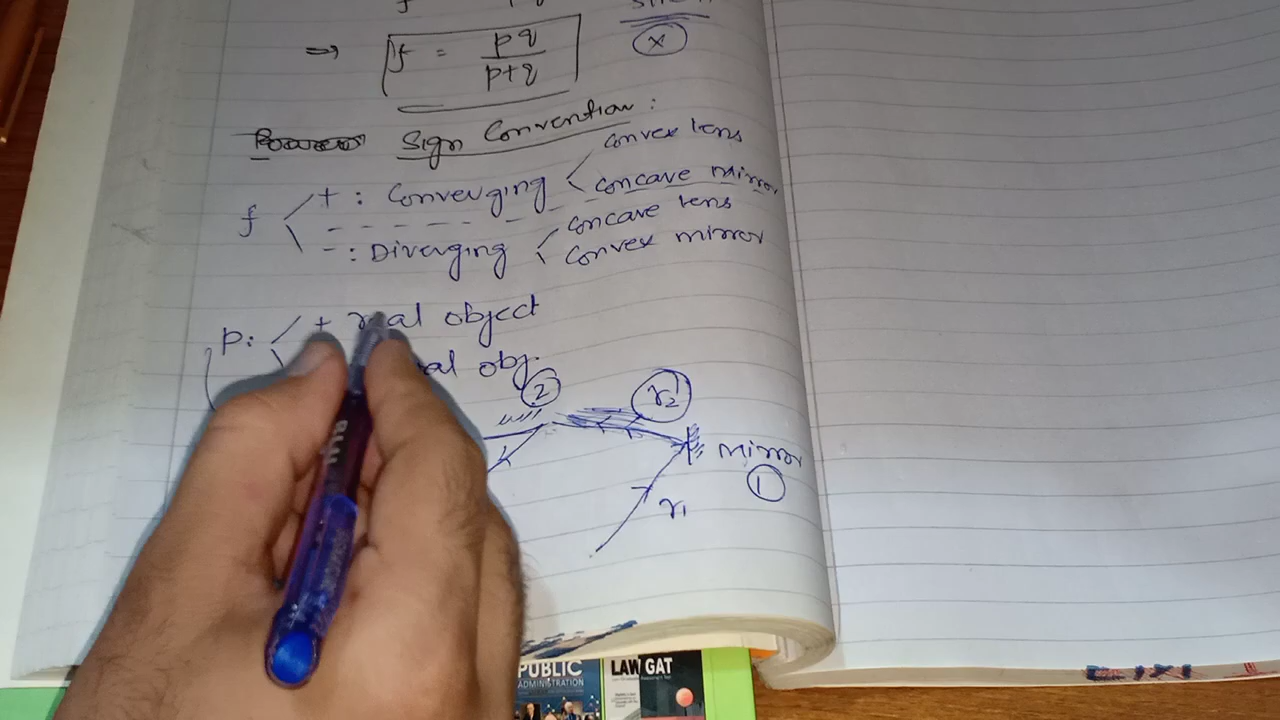 ⇒ f = pq / p+q
×
Sign Convention :
f + : Converging < convex lens
concave mirror
- : Diverging < concave lens
convex mirror
P: + real object
obj.
2
r2
mirror
1
r1
PUBLIC
ADMINISTRATION
LAW GAT